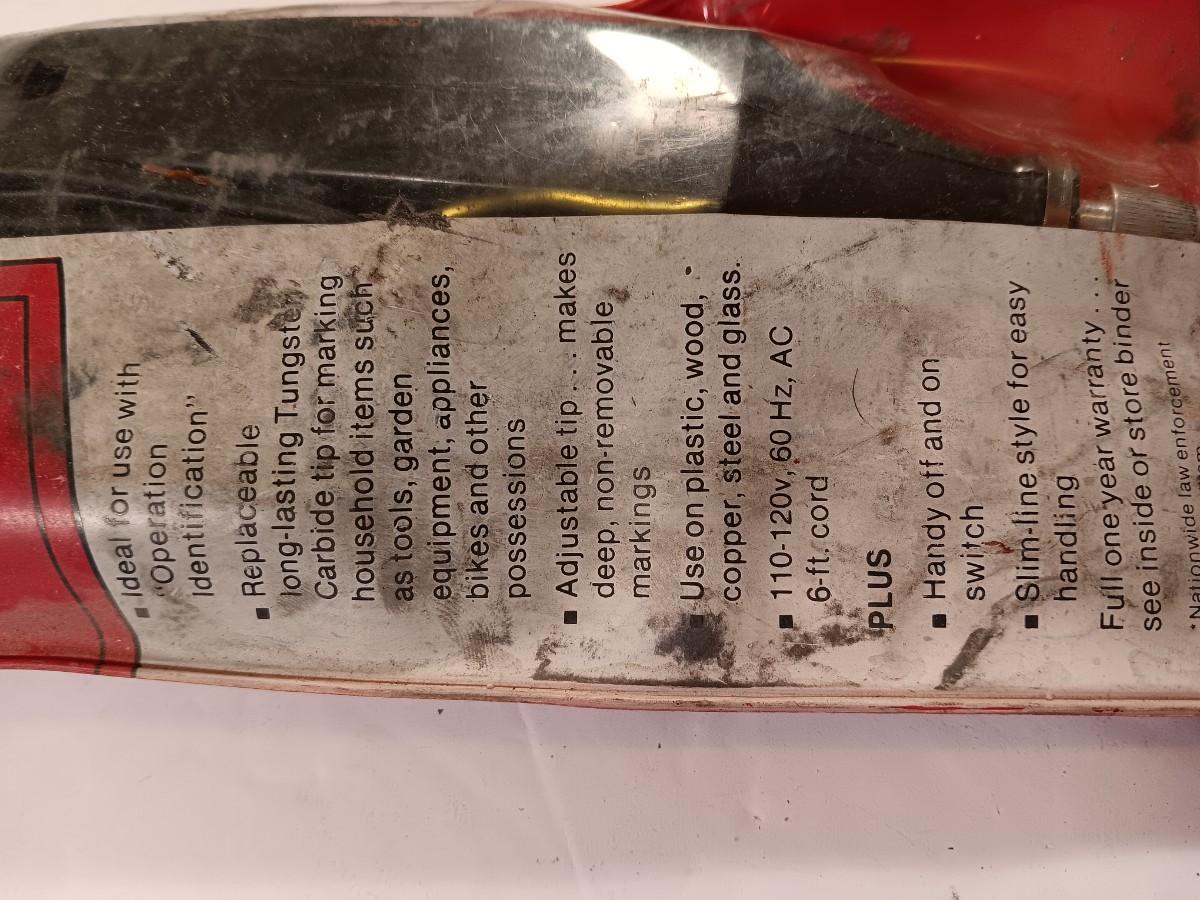 ■ Ideal for use with
“Operation
Identification”
■ Replaceable
long-lasting Tungsten
Carbide tip for marking
household items such
as tools, garden
equipment, appliances,
bikes and other
possessions
■ Adjustable tip ... makes
deep, non-removable
markings
■ Use on plastic, wood,
copper, steel and glass.
■ 110-120v, 60 Hz, AC
6-ft. cord
PLUS
■ Handy off and on
switch
■ Slim-line style for easy
handling
Full one year warranty ...
see inside or store binder
*Nationwide law enforcement